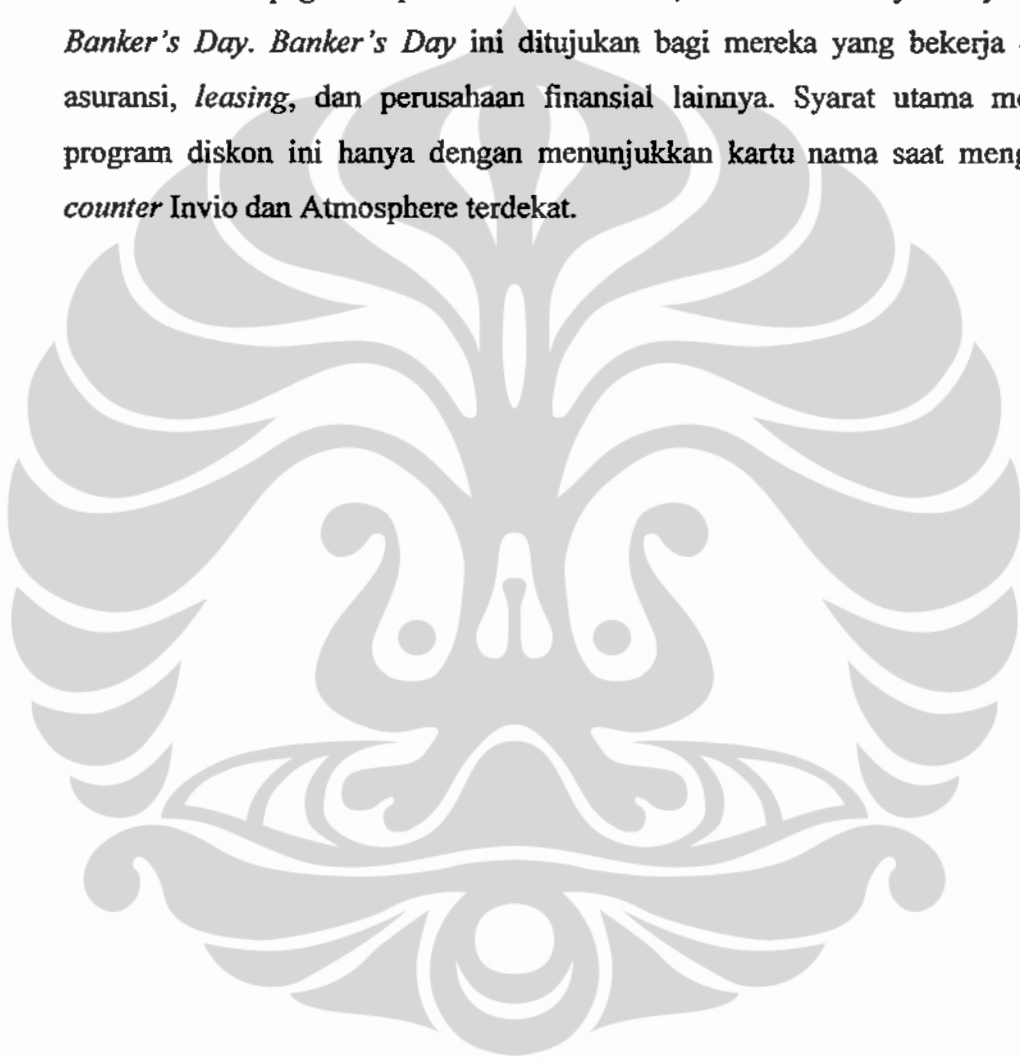 Banker's Day. Banker's Day ini ditujukan bagi mereka yang bekerja
asuransi, leasing, dan perusahaan finansial lainnya. Syarat utama
program diskon ini hanya dengan menunjukkan kartu nama saat
counter Invio dan Atmosphere terdekat.